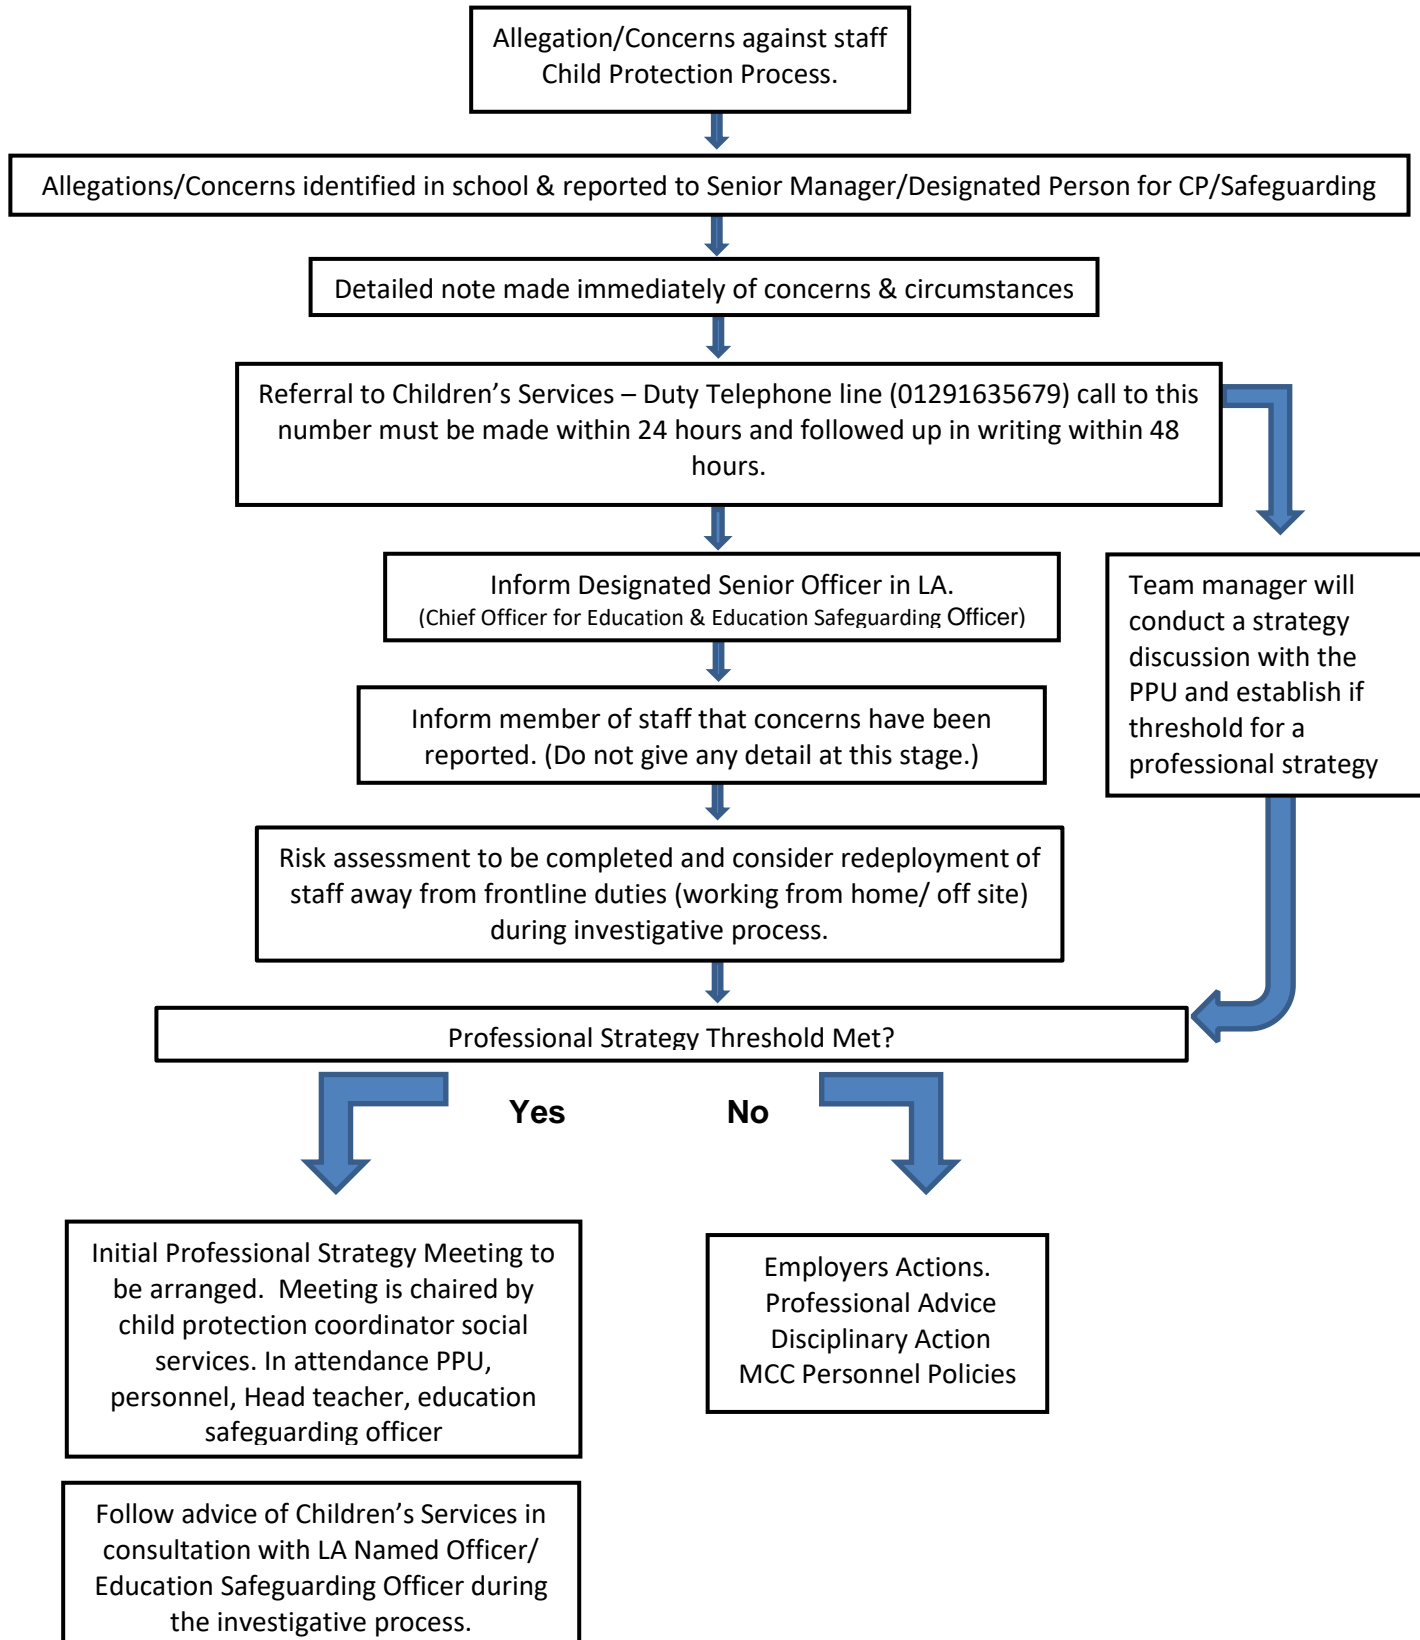 Allegation/Concerns against staff
Child Protection Process.
Allegations/Concerns identified in school & reported to Senior Manager/Designated Person for CP/Safeguarding
Detailed note made immediately of concerns & circumstances
Referral to Children’s Services – Duty Telephone line (01291635679) call to this
number must be made within 24 hours and followed up in writing within 48
hours.
Inform Designated Senior Officer in LA.
(Chief Officer for Education & Education Safeguarding Officer)
Team manager will
conduct a strategy
discussion with the
PPU and establish if
threshold for a
professional strategy
Inform member of staff that concerns have been
reported. (Do not give any detail at this stage.)
Risk assessment to be completed and consider redeployment of
staff away from frontline duties (working from home/ off site)
during investigative process.
Professional Strategy Threshold Met?
Yes
No
Initial Professional Strategy Meeting to
be arranged.  Meeting is chaired by
child protection coordinator social
services. In attendance PPU,
personnel, Head teacher, education
safeguarding officer
Employers Actions.
Professional Advice
Disciplinary Action
MCC Personnel Policies
Follow advice of Children’s Services in
consultation with LA Named Officer/
Education Safeguarding Officer during
the investigative process.